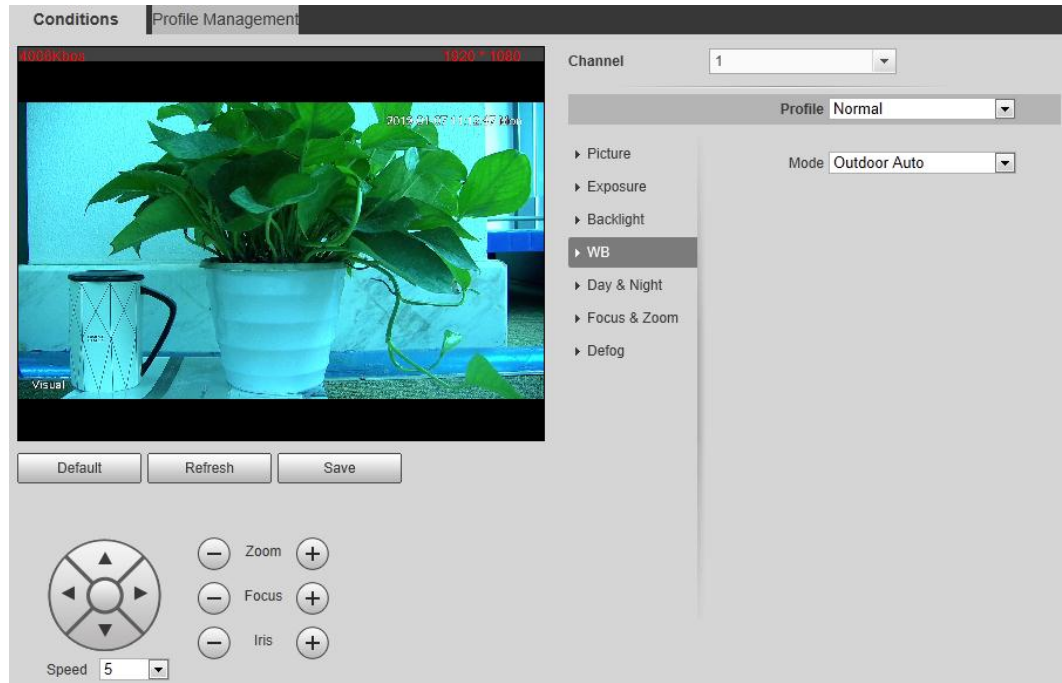 Conditions
Profile Management
1920 * 1080
Channel 1
Profile Normal
Picture
Mode Outdoor Auto
Exposure
Backlight
WB
Day & Night
Focus & Zoom
Defog
Visual
Default Refresh Save
Zoom
Focus
Iris
Speed 5